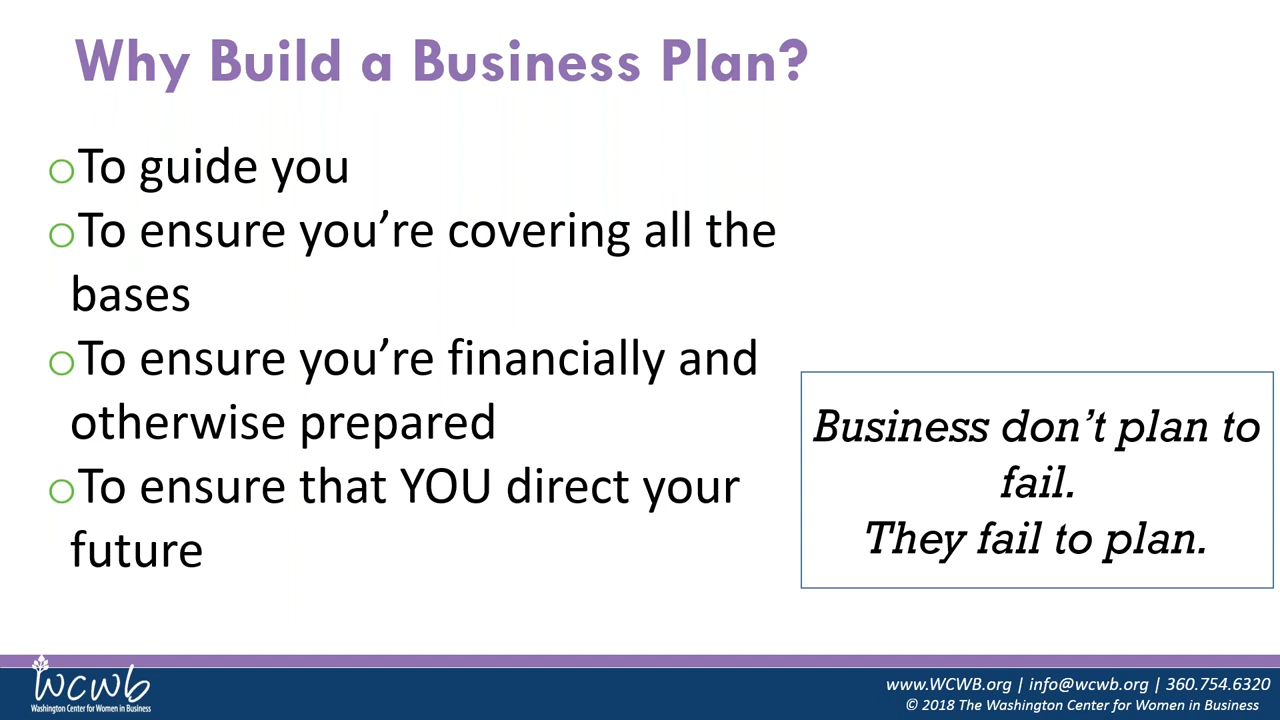 Why Build a Business Plan?
oTo guide you
oTo ensure you’re covering all the
bases
oTo ensure you’re financially and
otherwise prepared
oTo ensure that YOU direct your
future
Business don’t plan to
fail.
They fail to plan.
wcwb
Washington Center for Women in Business
www.WCWB.org | info@wcwb.org | 360.754.6320
© 2018 The Washington Center for Women in Business